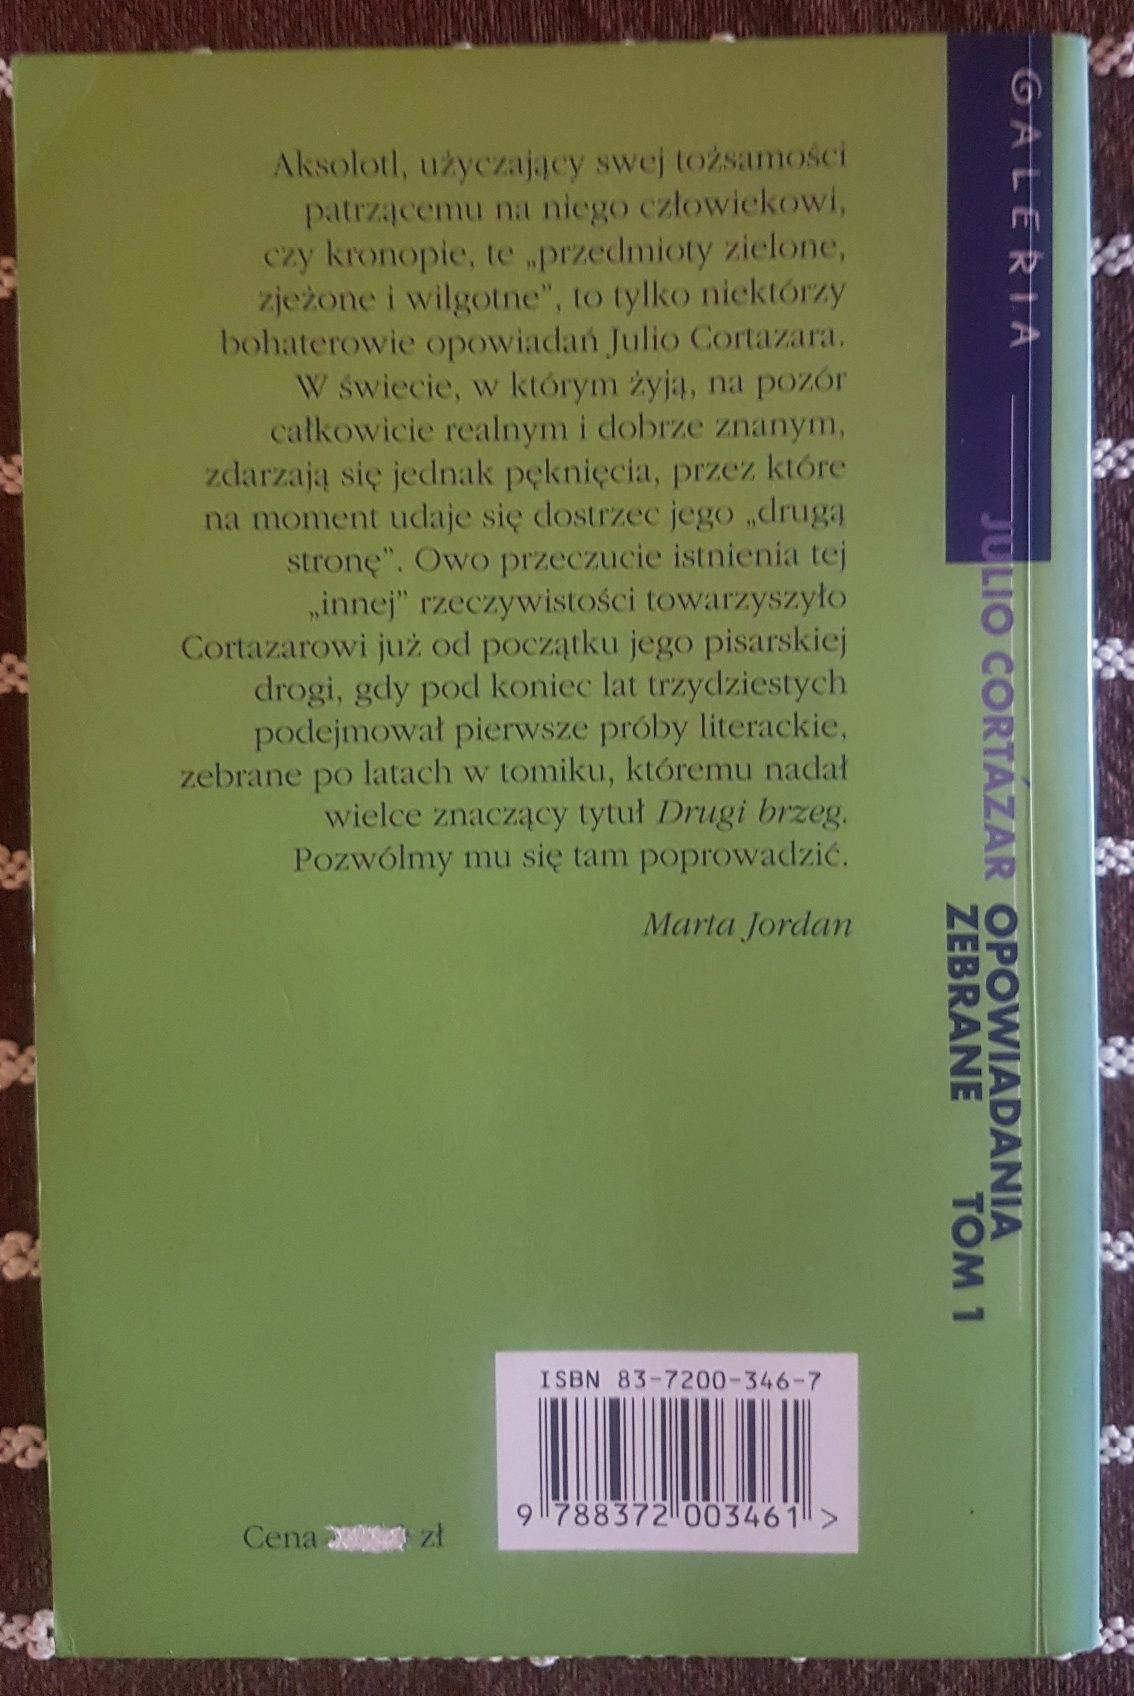 Aksolotl, użyczający swej tożsamości
patrzącemu na niego człowiekowi,
czy kronopie, te „przedmioty zielone,
zjeżone i wilgotne”, to tylko niektórzy
bohaterowie opowiadań Julio Cortazara.
W świecie, w którym żyją, na pozór
całkowicie realnym i dobrze znanym,
zdarzają się jednak pęknięcia, przez które
na moment udaje się dostrzec jego „drugą
stronę”. Owo przeczucie istnienia tej
„innej” rzeczywistości towarzyszyło
Cortazarowi już od początku jego pisarskiej
drogi, gdy pod koniec lat trzydziestych
podejmował pierwsze próby literackie,
zebrane po latach w tomiku, któremu nadał
wielce znaczący tytuł Drugi brzeg.
Pozwólmy mu się tam poprowadzić.
Marta Jordan
ISBN 83-7200-346-7
9 788372 003461 >
Cena zł
GALERIA
JULIO CORTÁZAR
OPOWIADANIA
ZEBRANE TOM 1